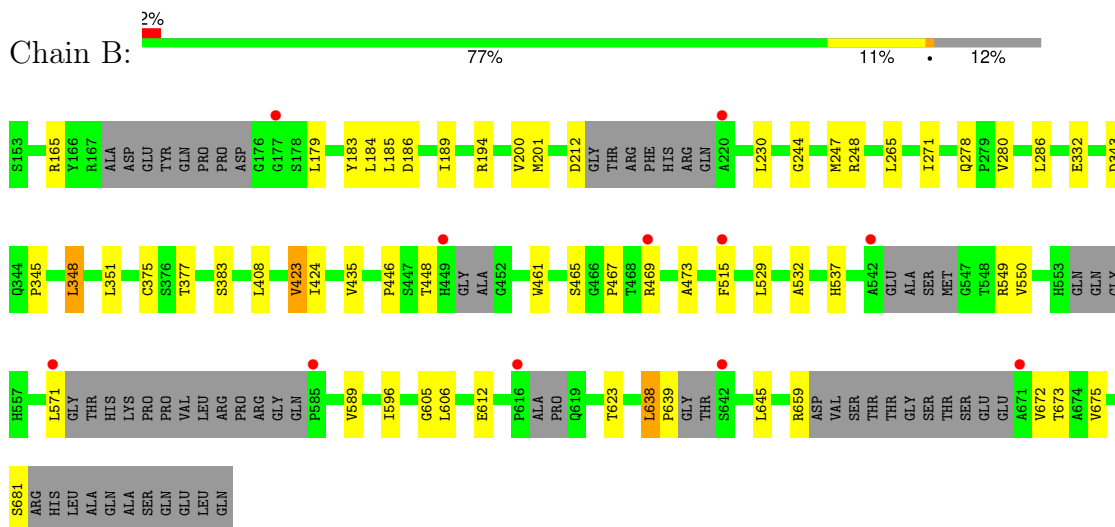 2%
Chain B:
77% 11% • 12%
S153 R165 Y166 R167 ALA ASP GLU TYR GLN PRO PRO ASP G176 G177 S178 L179 Y183 L184 L185 D186 I189 R194 V200 M201 D212 GLY THR ARG PHE HIS ARG GLN A220 L230 G244 M247 R248 L265 I271 Q278 P279 V280 L286 E332
Q344 P345 L348 L351 C375 S376 T377 S383 L408 V423 I424 V435 P446 S447 T448 H449 GLY ALA G452 W461 S465 G466 P467 T468 R469 A473 F515 L529 A532 H537 A542 GLU ALA SER MET G547 T548 R549 V550 H553 GLN GLN GLY
H557 L571 GLY THR HIS LYS PRO PRO VAL LEU ARG PRO ARG GLY GLN P585 V589 I596 G605 L606 E612 P616 ALA PRO Q619 T623 L638 P639 GLY THR S642 L645 R659 ASP VAL SER THR THR GLY SER THR SER GLU GLU A671 V672 T673 A674 V675
S681 ARG HIS LEU ALA GLN ALA SER GLN GLU LEU GLN